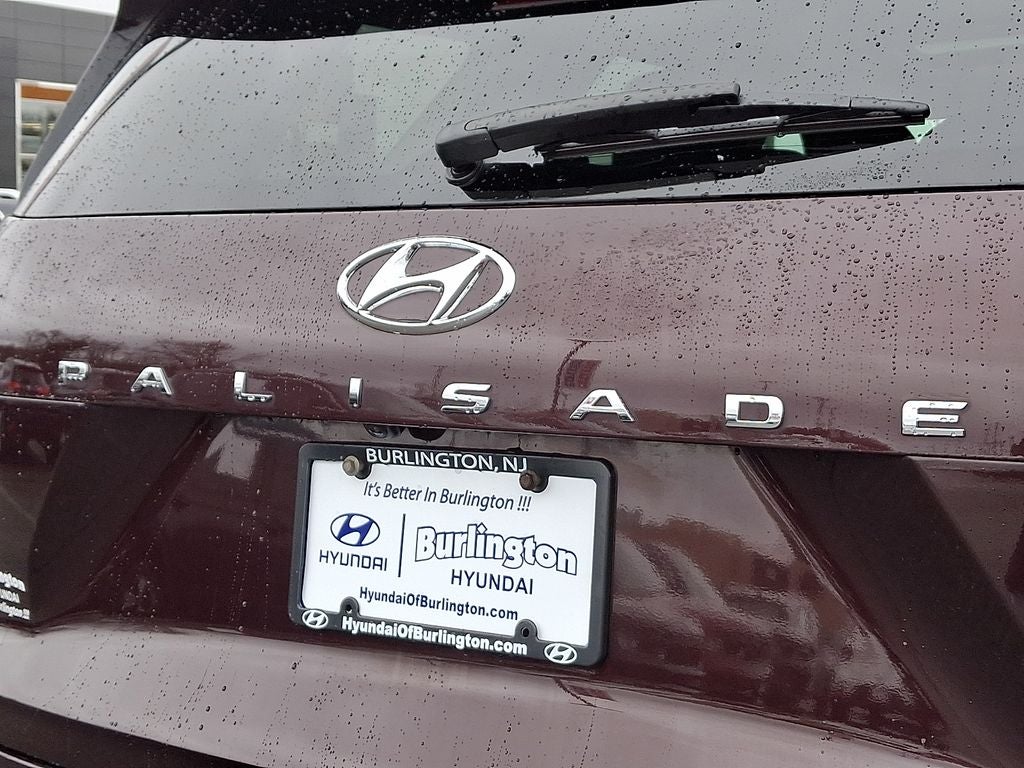 PALISADE
BURLINGTON, NJ
It's Better In Burlington !!!
HYUNDAI
Burlington
HYUNDAI
HyundaiOfBurlington.com
HyundaiOfBurlington.com